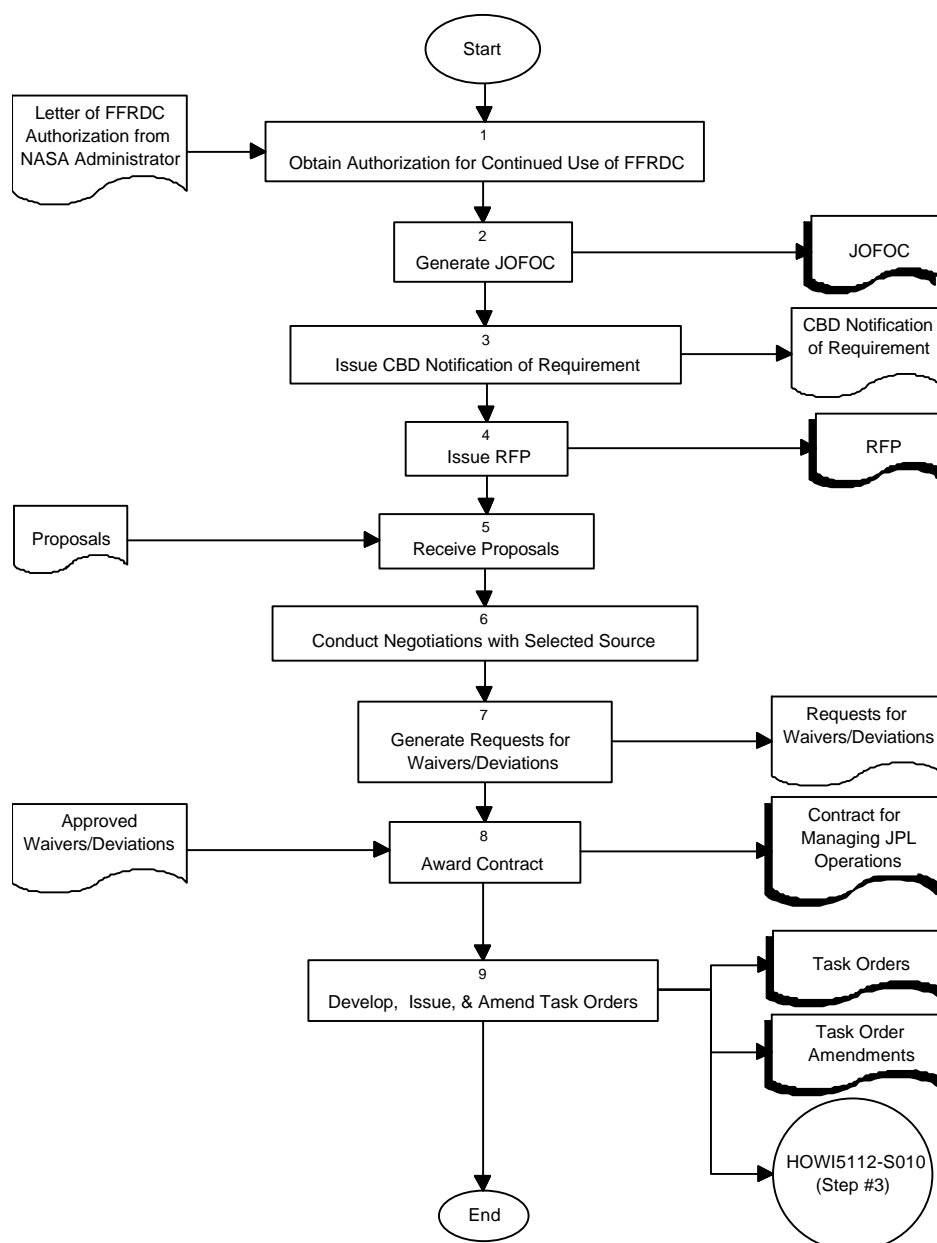 Start
Letter of FFRDC
Authorization from
NASA Administrator
1
Obtain Authorization for Continued Use of FFRDC
2
Generate JOFOC
JOFOC
3
Issue CBD Notification of Requirement
CBD Notification
of Requirement
4
Issue RFP
RFP
Proposals
5
Receive Proposals
6
Conduct Negotiations with Selected Source
7
Generate Requests for
Waivers/Deviations
Requests for
Waivers/Deviations
Approved
Waivers/Deviations
8
Award Contract
Contract for
Managing JPL
Operations
9
Develop, Issue, & Amend Task Orders
Task Orders
Task Order
Amendments
HOWI5112-S010
(Step #3)
End